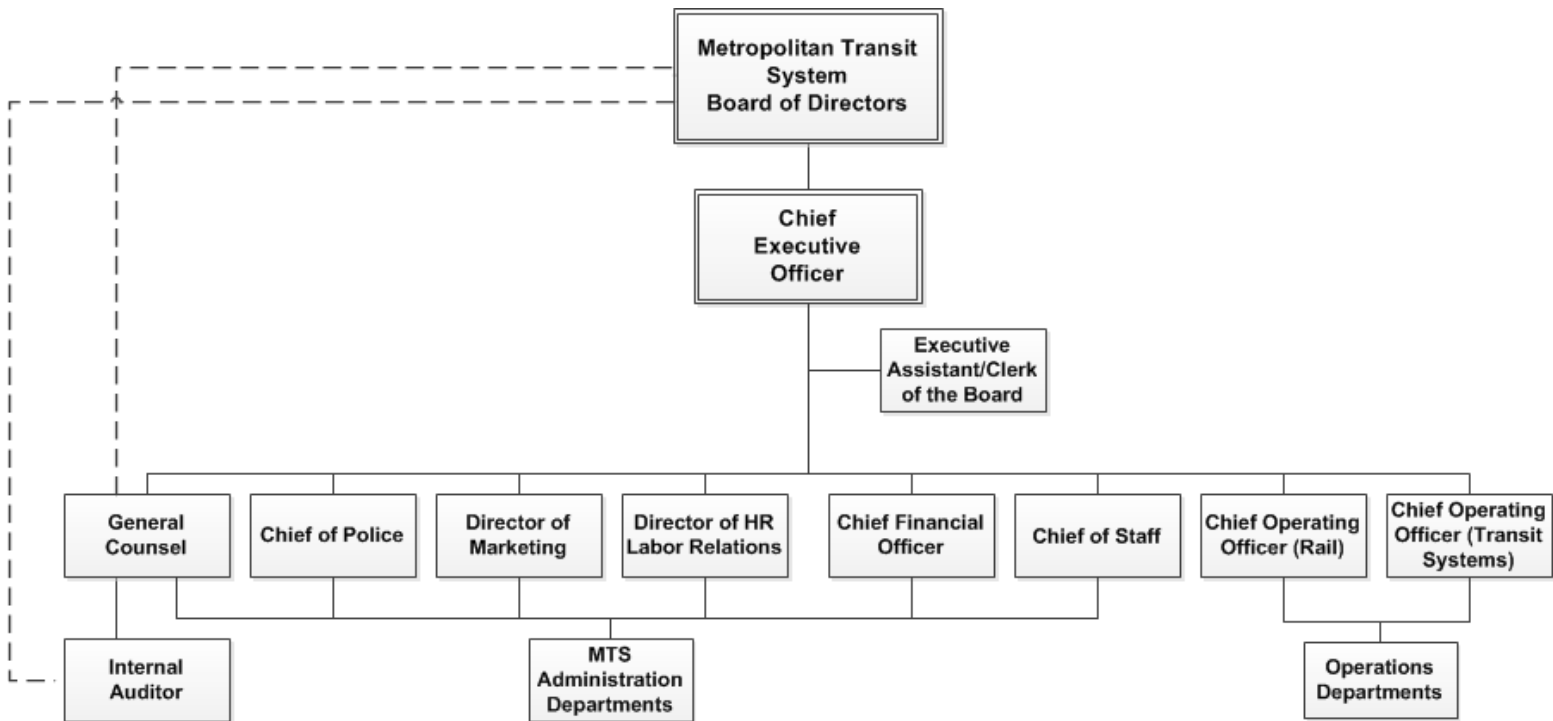 Metropolitan Transit
System
Board of Directors
Chief
Executive
Officer
Executive
Assistant/Clerk
of the Board
General
Counsel
Chief of Police
Director of
Marketing
Director of HR
Labor Relations
Chief Financial
Officer
Chief of Staff
Chief Operating
Officer (Rail)
Chief Operating
Officer (Transit
Systems)
Internal
Auditor
MTS
Administration
Departments
Operations
Departments